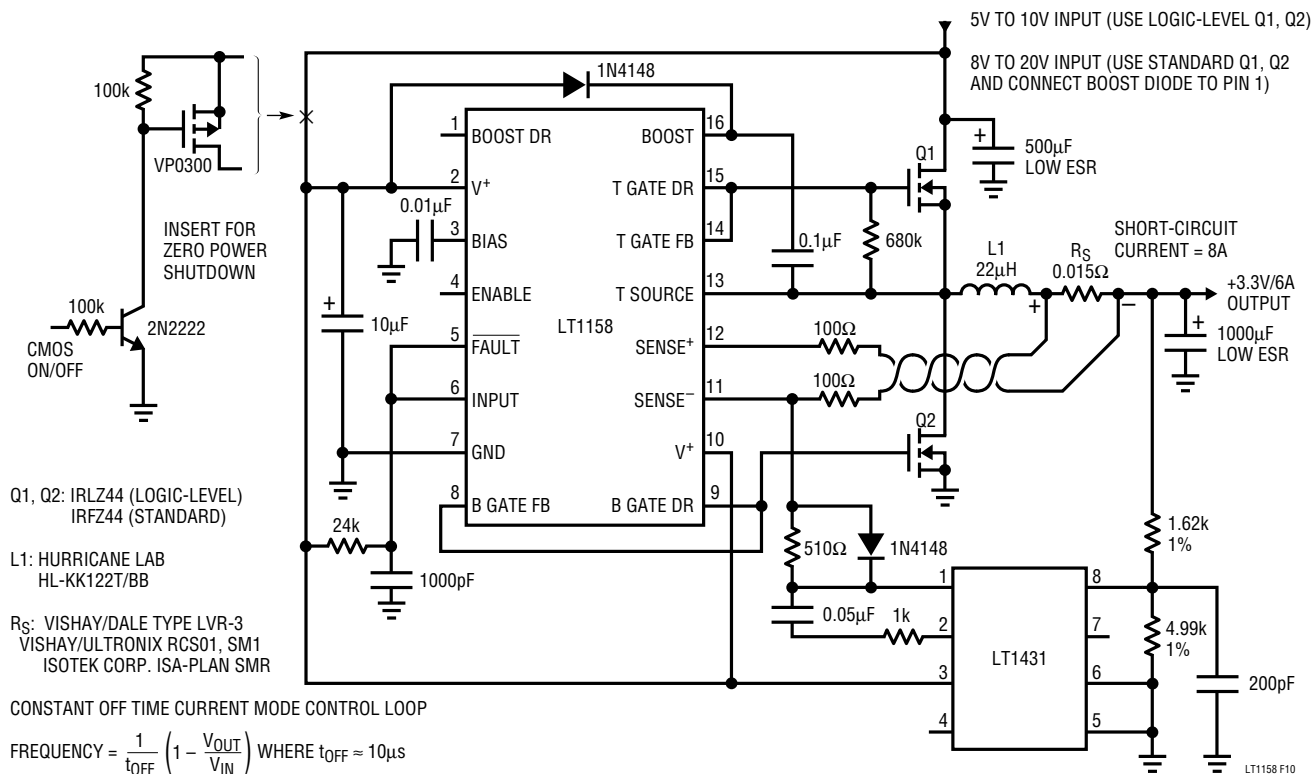 5V TO 10V INPUT (USE LOGIC-LEVEL Q1, Q2)
8V TO 20V INPUT (USE STANDARD Q1, Q2
AND CONNECT BOOST DIODE TO PIN 1)
100k
VP0300
INSERT FOR
ZERO POWER
SHUTDOWN
100k
2N2222
CMOS
ON/OFF
1N4148
1
BOOST DR
2
V+
0.01µF
3
BIAS
4
ENABLE
+
10µF
5
FAULT
6
INPUT
7
GND
8
B GATE FB
LT1158
16
BOOST
15
T GATE DR
14
T GATE FB
13
T SOURCE
12
SENSE+
11
SENSE–
10
V+
9
B GATE DR
24k
1000pF
0.1µF
680k
Q1
+
500µF
LOW ESR
L1
22µH
RS
0.015Ω
+
–
SHORT-CIRCUIT
CURRENT = 8A
+3.3V/6A
OUTPUT
+
1000µF
LOW ESR
100Ω
100Ω
Q2
510Ω
1N4148
0.05µF
1k
1
2
3
4
LT1431
8
7
6
5
1.62k
1%
4.99k
1%
200pF
Q1, Q2: IRLZ44 (LOGIC-LEVEL)
IRFZ44 (STANDARD)
L1: HURRICANE LAB
HL-KK122T/BB
RS: VISHAY/DALE TYPE LVR-3
VISHAY/ULTRONIX RCS01, SM1
ISOTEK CORP. ISA-PLAN SMR
CONSTANT OFF TIME CURRENT MODE CONTROL LOOP
FREQUENCY = 1/tOFF (1 – VOUT/VIN) WHERE tOFF ≈ 10µs
LT1158 F10